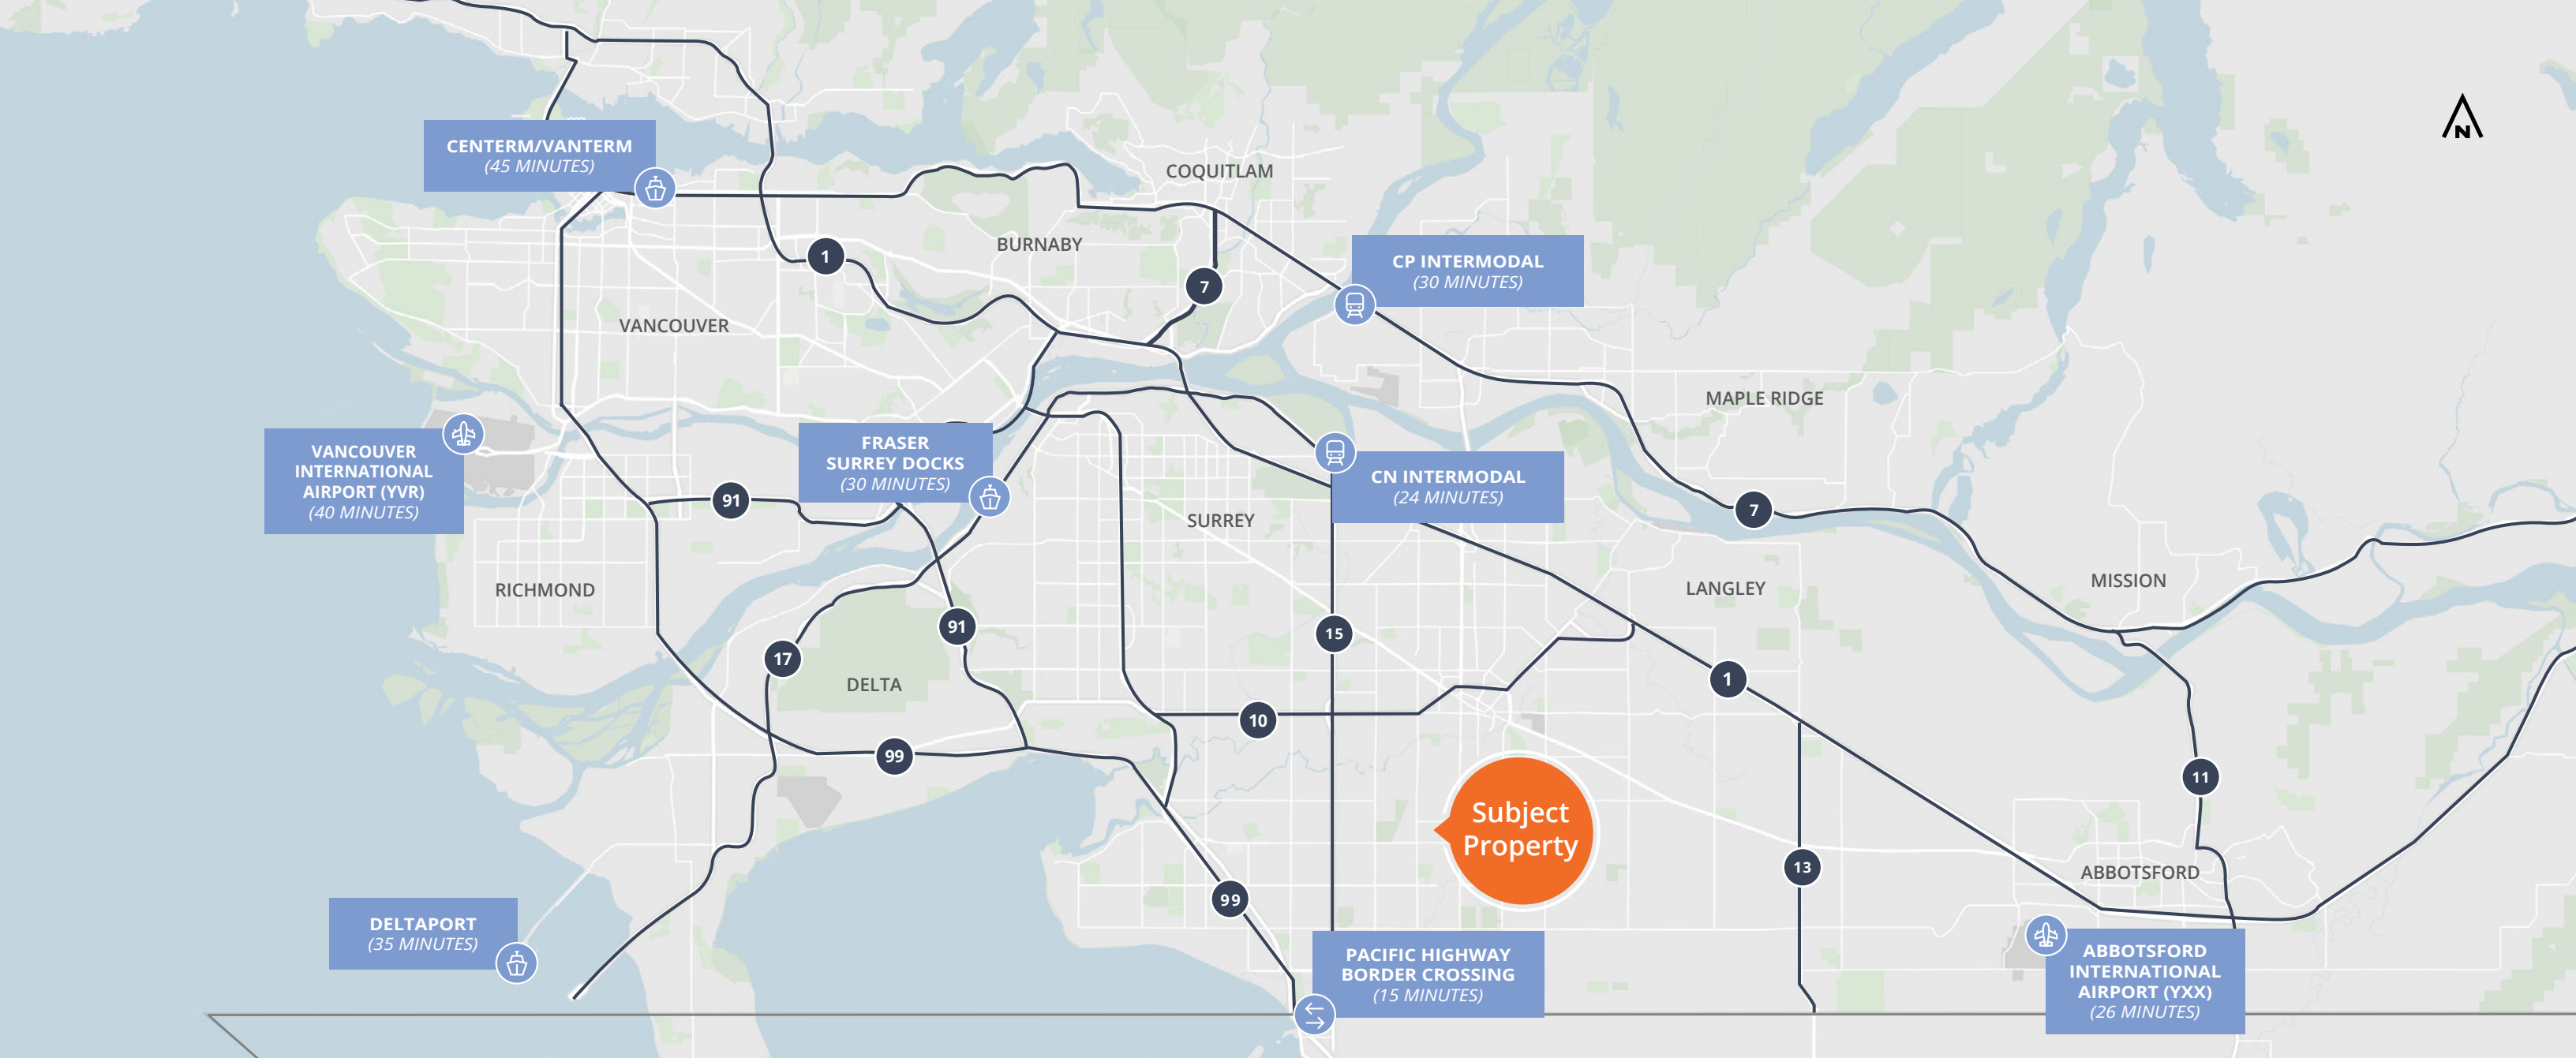 N
CENTERM/VANTERM
(45 MINUTES)
COQUITLAM
BURNABY
1
CP INTERMODAL
(30 MINUTES)
7
VANCOUVER
MAPLE RIDGE
VANCOUVER
INTERNATIONAL
AIRPORT (YVR)
(40 MINUTES)
FRASER
SURREY DOCKS
(30 MINUTES)
CN INTERMODAL
(24 MINUTES)
91
SURREY
7
RICHMOND
LANGLEY
MISSION
91
15
17
DELTA
1
10
99
11
Subject
Property
13
ABBOTSFORD
99
DELTAPORT
(35 MINUTES)
PACIFIC HIGHWAY
BORDER CROSSING
(15 MINUTES)
ABBOTSFORD
INTERNATIONAL
AIRPORT (YXX)
(26 MINUTES)